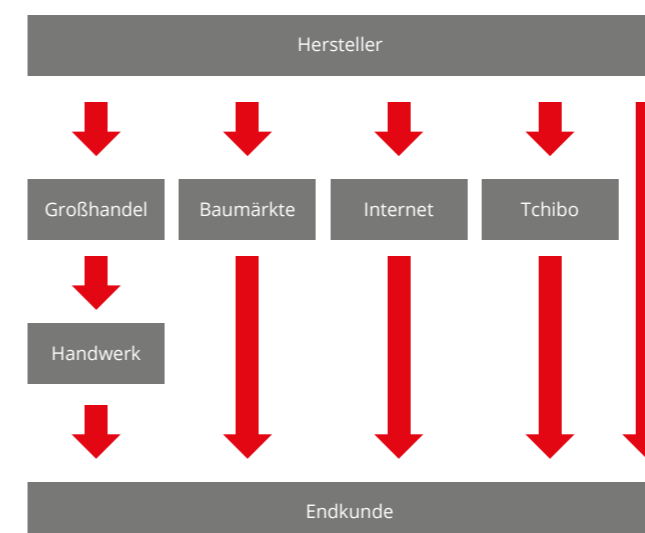 Hersteller
Großhandel
Baumärkte
Internet
Tchibo
Handwerk
Endkunde